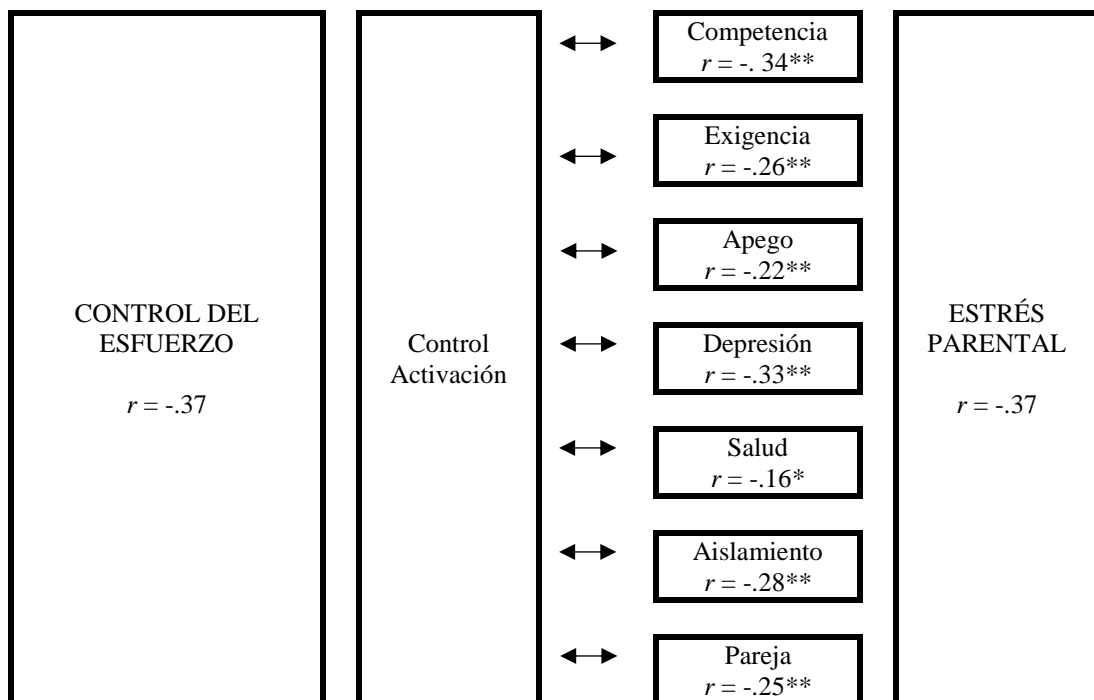 CONTROL DEL
ESFUERZO
r = -.37
Control
Activación
Competencia
r = -. 34**
Exigencia
r = -.26**
Apego
r = -.22**
Depresión
r = -.33**
Salud
r = -.16*
Aislamiento
r = -.28**
Pareja
r = -.25**
ESTRÉS
PARENTAL
r = -.37